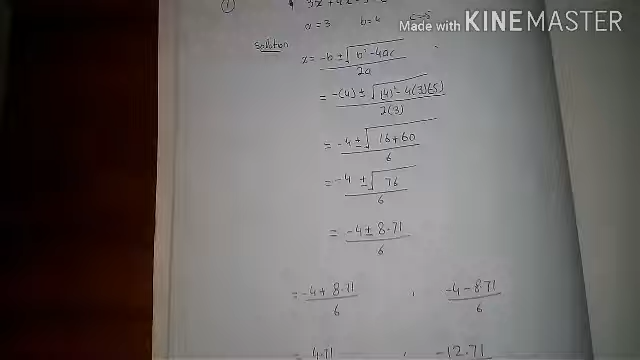 Made with KINEMASTER
①
a = 3 b = 4
Solution x = -b ± √b² - 4ac / 2a
= -(4) ± √(4)² - 4(3)(-5) / 2(3)
= -4 ± √16 + 60 / 6
= -4 ± √76 / 6
= -4 ± 8.71 / 6
= -4 + 8.71 / 6 , -4 - 8.71 / 6
= 4.71 , -12.71